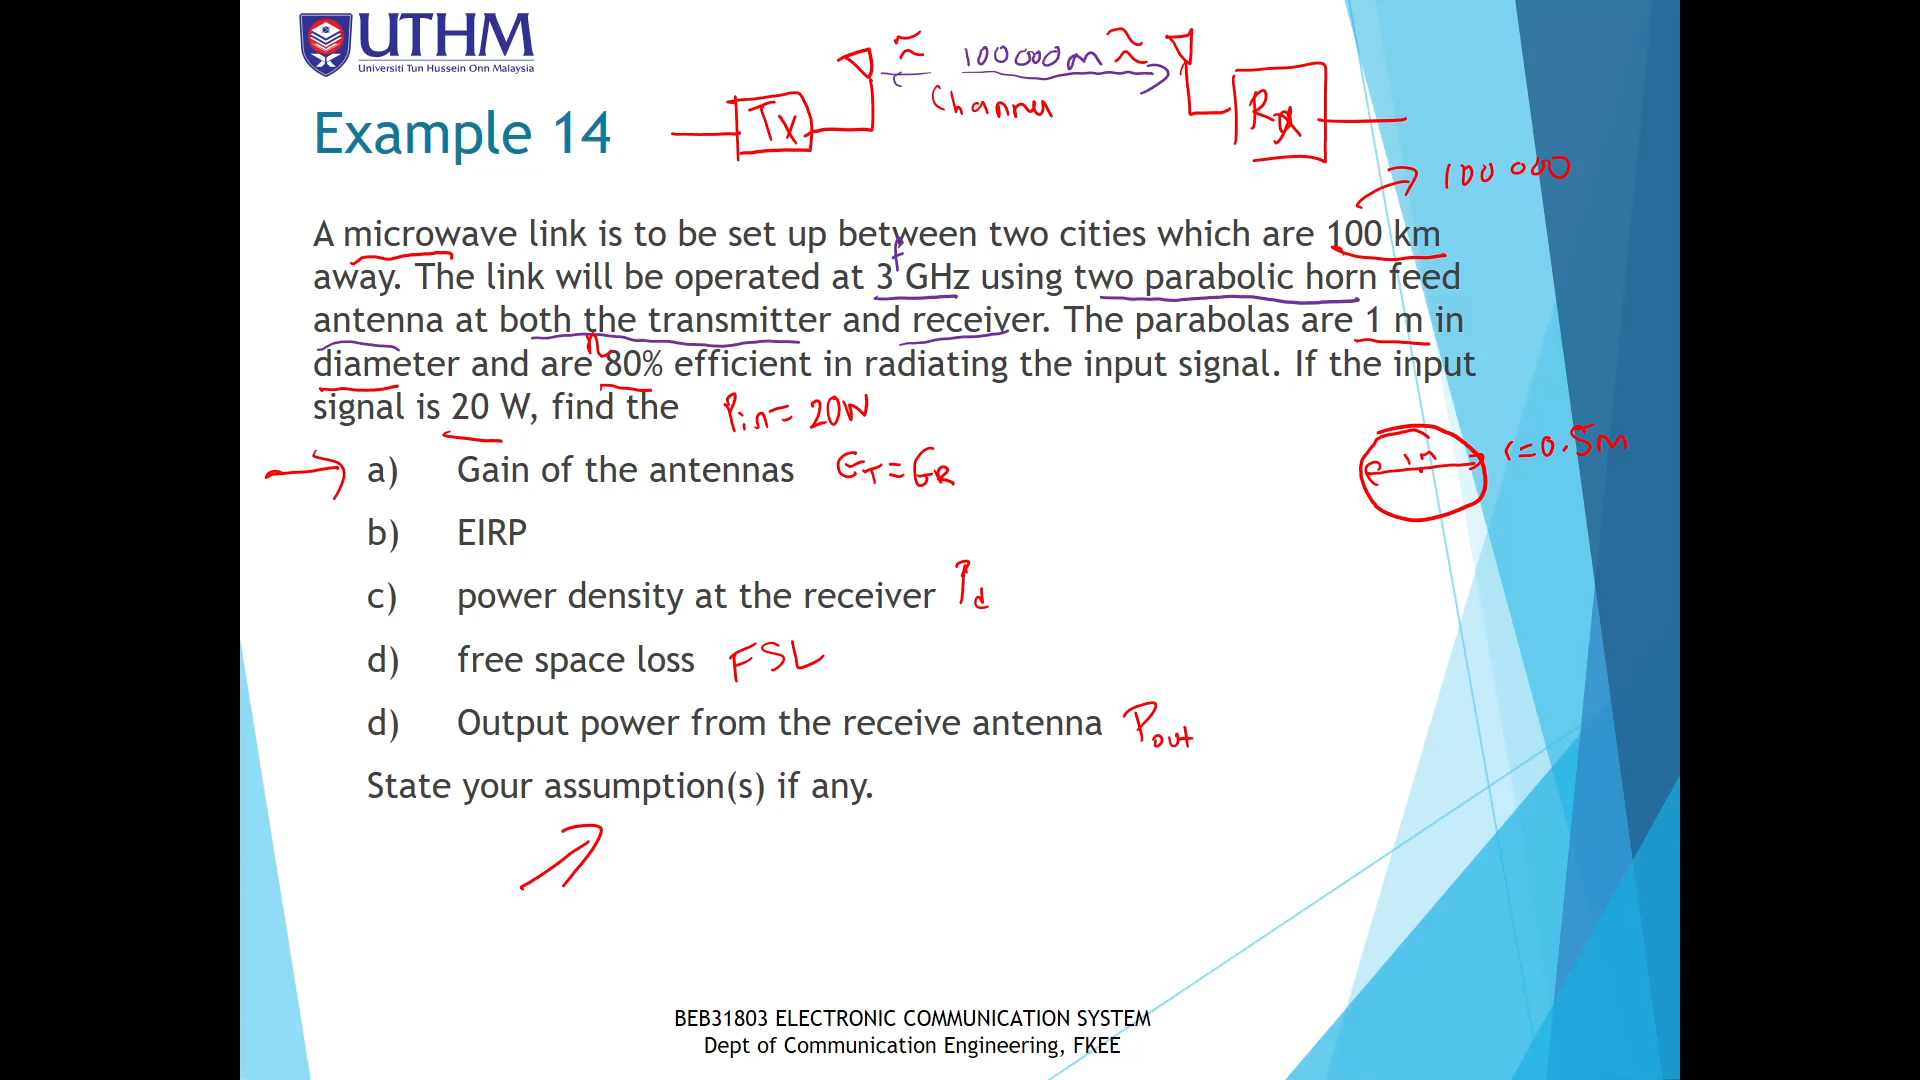 UTHM
Universiti Tun Hussein Onn Malaysia
100 000m
Channel
Tx
Rx
Example 14
100 000
A microwave link is to be set up between two cities which are 100 km
away. The link will be operated at 3 GHz using two parabolic horn feed
f
antenna at both the transmitter and receiver. The parabolas are 1 m in
diameter and are 80% efficient in radiating the input signal. If the input
η
signal is 20 W, find the
Pin = 20W
1m
r=0.5m
a) Gain of the antennas GT = GR
b) EIRP
c) power density at the receiver Pd
d) free space loss FSL
d) Output power from the receive antenna Pout
State your assumption(s) if any.
BEB31803 ELECTRONIC COMMUNICATION SYSTEM
Dept of Communication Engineering, FKEE